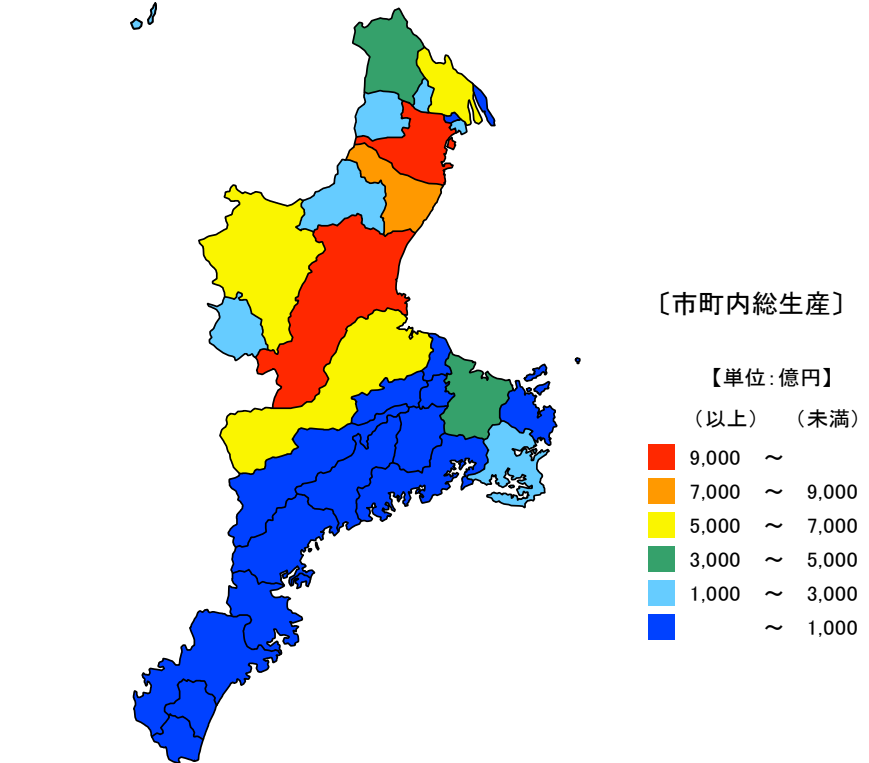 〔市町内総生産〕
【単位:億円】
（以上） （未満）
9,000 ～
7,000 ～ 9,000
5,000 ～ 7,000
3,000 ～ 5,000
1,000 ～ 3,000
～ 1,000